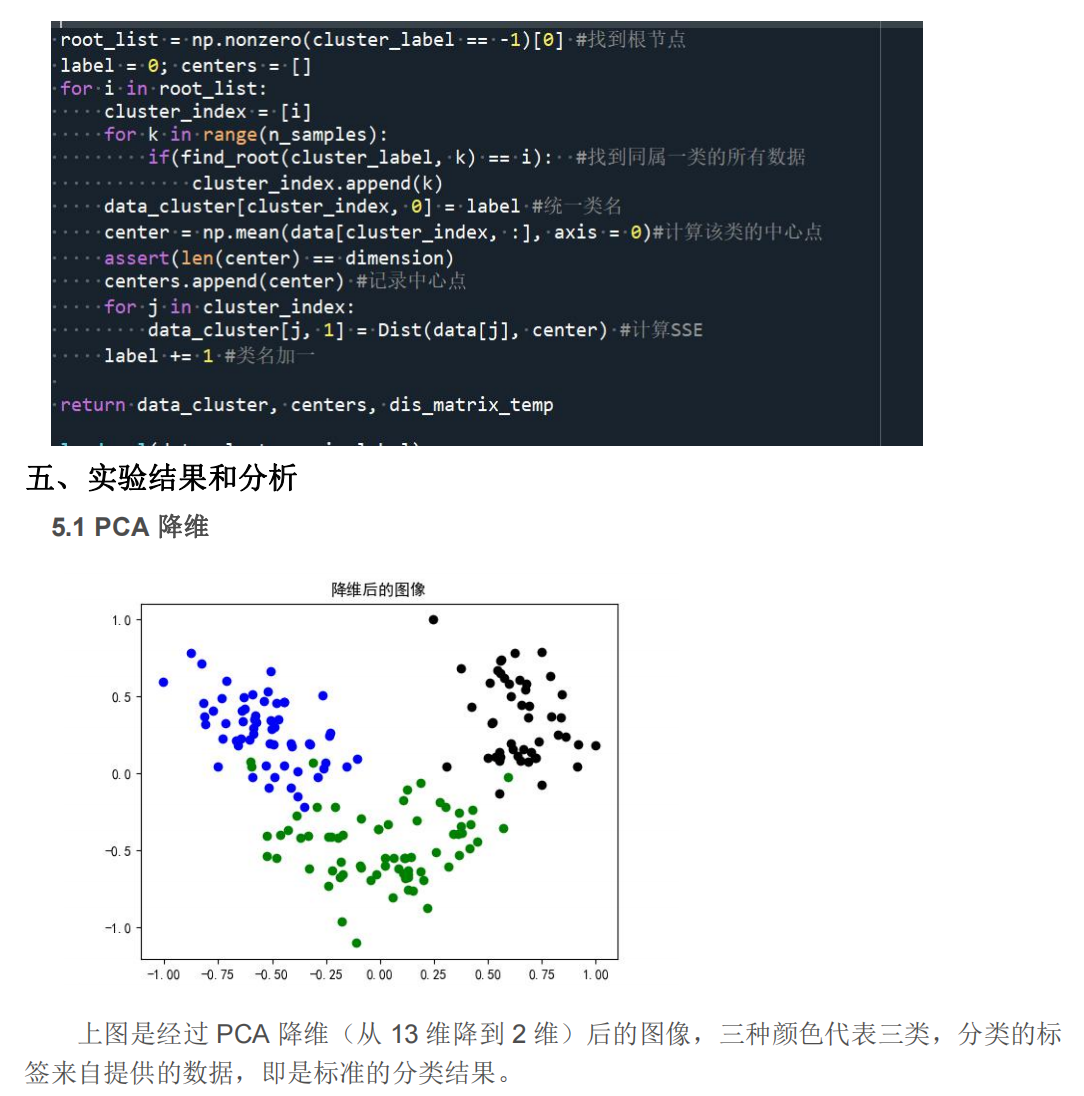 root_list = np.nonzero(cluster_label == -1)[0] #找到根节点
label = 0; centers = []
for i in root_list:
cluster_index = [i]
for k in range(n_samples):
if(find_root(cluster_label, k) == i): #找到同属一类的所有数据
cluster_index.append(k)
data_cluster[cluster_index, 0] = label #统一类名
center = np.mean(data[cluster_index, :], axis = 0)#计算该类的中心点
assert(len(center) == dimension)
centers.append(center) #记录中心点
for j in cluster_index:
data_cluster[j, 1] = Dist(data[j], center) #计算SSE
label += 1 #类名加一
return data_cluster, centers, dis_matrix_temp
五、实验结果和分析
5.1 PCA 降维
降维后的图像
1.0
0.5
0.0
-0.5
-1.0
-1.00 -0.75 -0.50 -0.25 0.00 0.25 0.50 0.75 1.00
上图是经过 PCA 降维（从 13 维降到 2 维）后的图像，三种颜色代表三类，分类的标
签来自提供的数据，即是标准的分类结果。